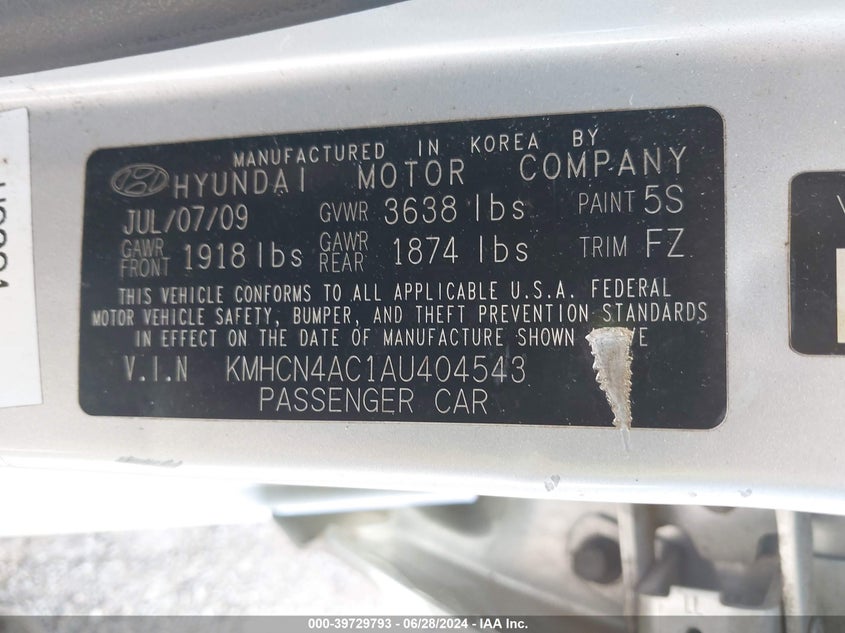 MANUFACTURED IN KOREA BY
HYUNDAI MOTOR COMPANY
JUL/07/09 GVWR 3638 lbs PAINT 5S
GAWR FRONT 1918 lbs GAWR REAR 1874 lbs TRIM FZ
THIS VEHICLE CONFORMS TO ALL APPLICABLE U.S.A. FEDERAL
MOTOR VEHICLE SAFETY, BUMPER, AND THEFT PREVENTION STANDARDS
IN EFFECT ON THE DATE OF MANUFACTURE SHOWN
V.I.N KMHCN4AC1AU404543
PASSENGER CAR
000-39729793 - 06/28/2024 - IAA Inc.